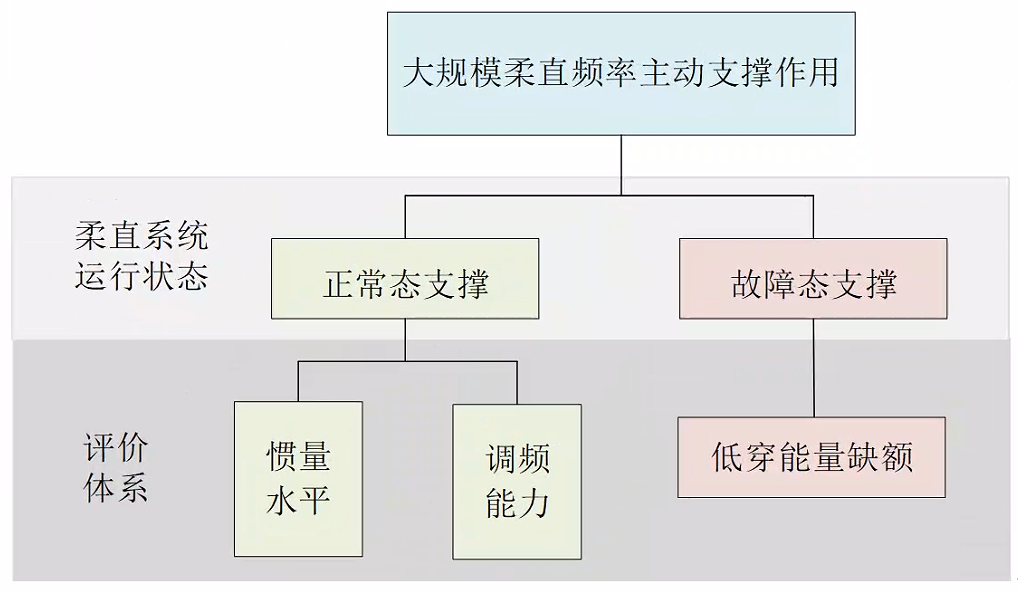 大规模柔直频率主动支撑作用
柔直系统
运行状态
正常态支撑
故障态支撑
评价
体系
惯量
水平
调频
能力
低穿能量缺额